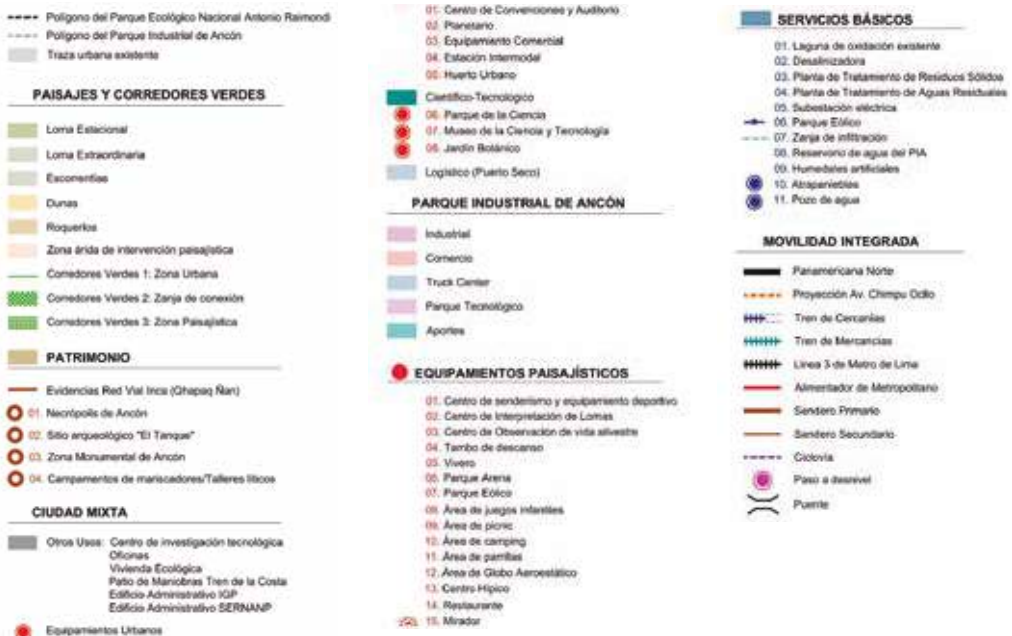 Polígono del Parque Ecológico Nacional Antonio Raimondi
Polígono del Parque Industrial de Ancón
Traza urbana existente
PAISAJES Y CORREDORES VERDES
Loma Estacional
Loma Extraordinaria
Escorrentías
Dunas
Roqueríos
Zona árida de intervención paisajística
Corredores Verdes 1: Zona Urbana
Corredores Verdes 2: Zanja de conexión
Corredores Verdes 3: Zona Paisajística
PATRIMONIO
Evidencias Red Vial Inca (Qhapaq Ñan)
01. Necrópolis de Ancón
02. Sitio arqueológico "El Tanque"
03. Zona Monumental de Ancón
04. Campamentos de mariscadores/Talleres líticos
CIUDAD MIXTA
Otros Usos: Centro de investigación tecnológica
Oficinas
Vivienda Ecológica
Patio de Maniobras Tren de la Costa
Edificio Administrativo IGP
Edificio Administrativo SERNANP
Equipamientos Urbanos
01. Centro de Convenciones y Auditorio
02. Planetario
03. Equipamiento Comercial
04. Estación Intermodal
05. Huerto Urbano
Científico-Tecnológico
06. Parque de la Ciencia
07. Museo de la Ciencia y Tecnología
08. Jardín Botánico
Logístico (Puerto Seco)
PARQUE INDUSTRIAL DE ANCÓN
Industrial
Comercio
Truck Center
Parque Tecnológico
Aportes
EQUIPAMIENTOS PAISAJÍSTICOS
01. Centro de senderismo y equipamiento deportivo
02. Centro de Interpretación de Lomas
03. Centro de Observación de vida silvestre
04. Tambo de descanso
05. Vivero
06. Parque Arena
07. Parque Eólico
08. Área de juegos infantiles
09. Área de picnic
10. Área de camping
11. Área de parrillas
12. Área de Globo Aeroestático
13. Centro Hípico
14. Restaurante
15. Mirador
SERVICIOS BÁSICOS
01. Laguna de oxidación existente
02. Desalinizadora
03. Planta de Tratamiento de Residuos Sólidos
04. Planta de Tratamiento de Aguas Residuales
05. Subestación eléctrica
06. Parque Eólico
07. Zanja de infiltración
08. Reservorio de agua del PIA
09. Humedales artificiales
10. Atrapanieblas
11. Pozo de agua
MOVILIDAD INTEGRADA
Panamericana Norte
Proyección Av. Chimpu Ocllo
Tren de Cercanías
Tren de Mercancías
Línea 3 de Metro de Lima
Alimentador de Metropolitano
Sendero Primario
Sendero Secundario
Ciclovía
Paso a desnivel
Puente